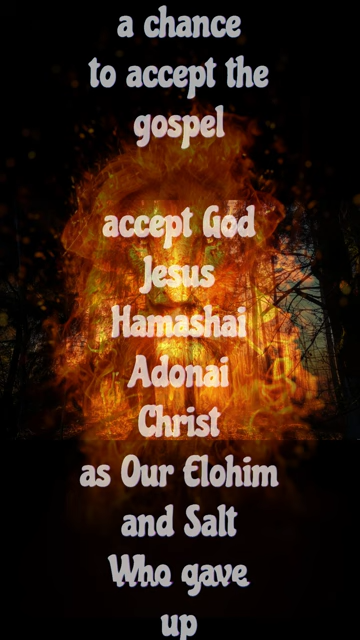 a chance
to accept the
gospel
accept God
Jesus
Hamashai
Adonai
Christ
as Our Elohim
and Salt
Who gave
up